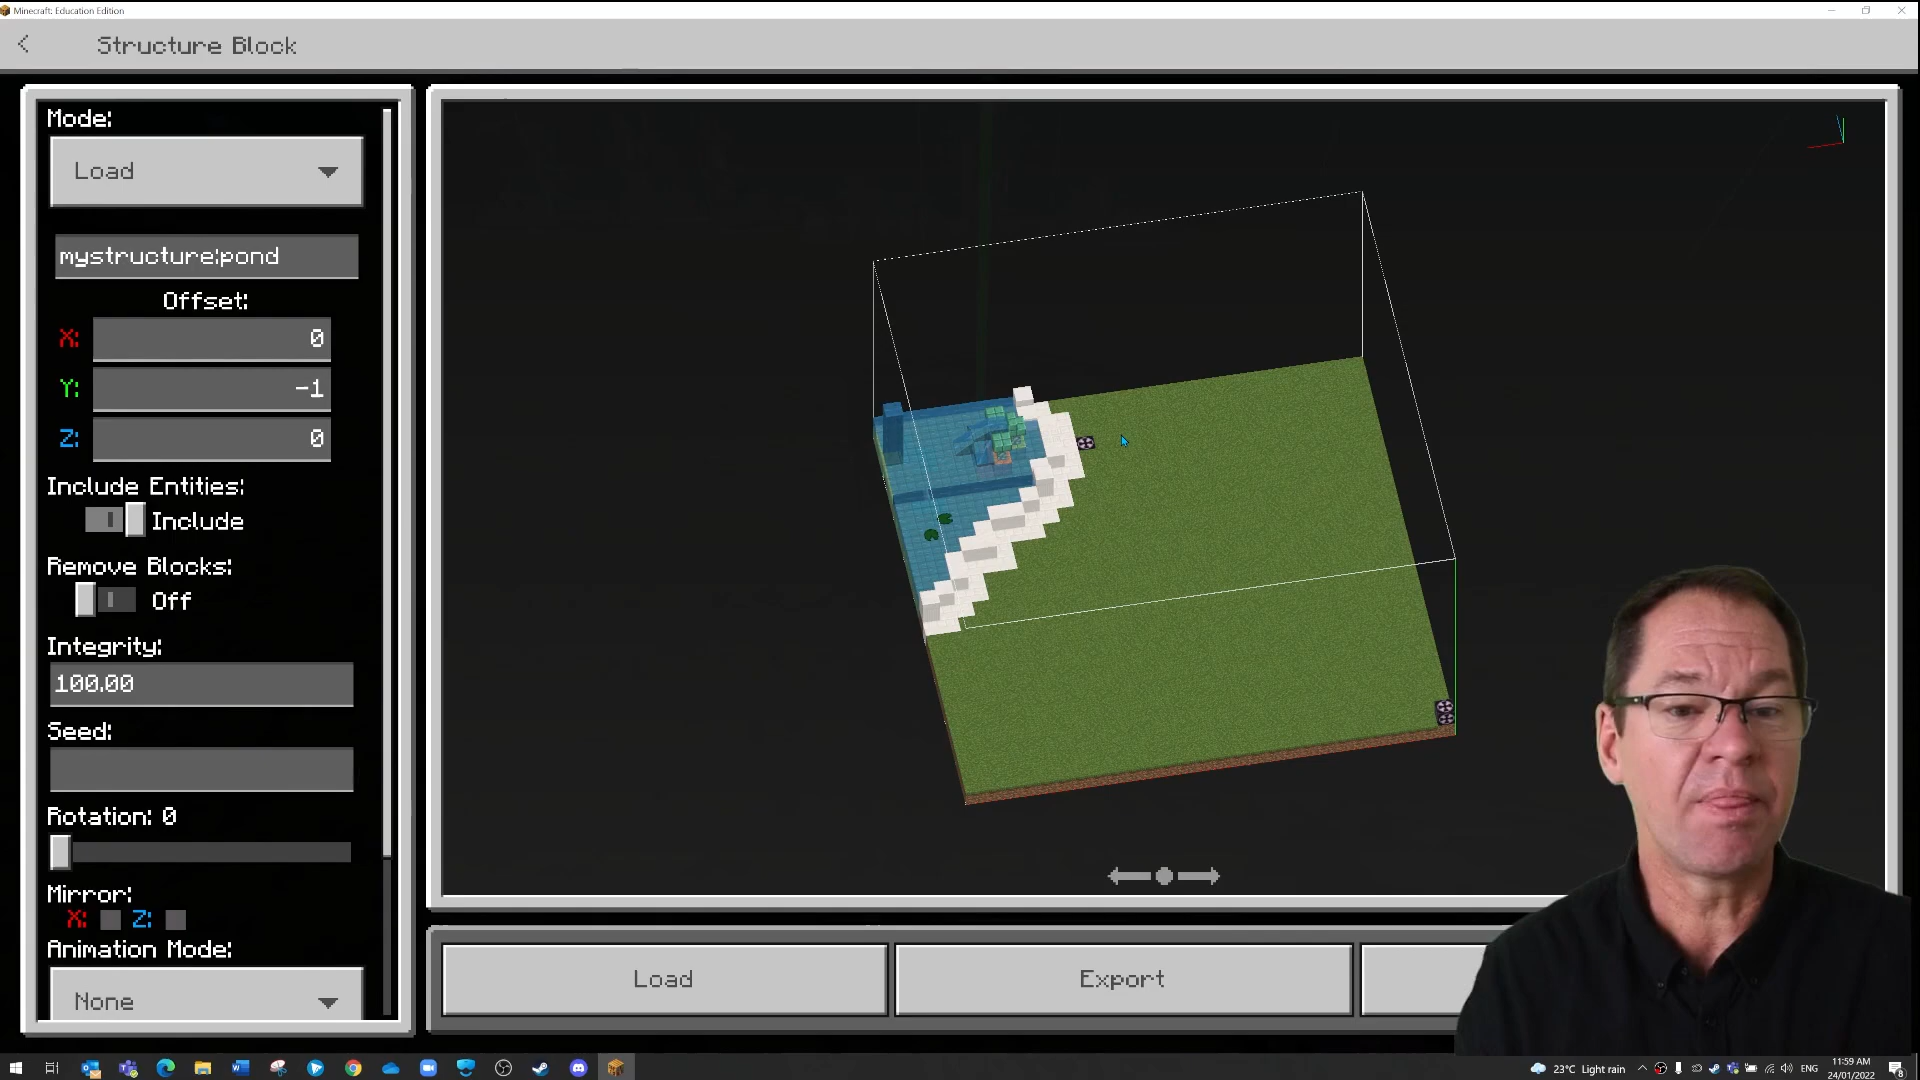 Minecraft: Education Edition
Structure Block
Mode:
Load
mystructure:pond
Offset:
X: 0
Y: -1
Z: 0
Include Entities:
Include
Remove Blocks:
Off
Integrity:
100.00
Seed:
Rotation: 0
Mirror:
X: Z:
Animation Mode:
None
Load
Export
23°C Light rain
ENG
11:59 AM
24/01/2022
8